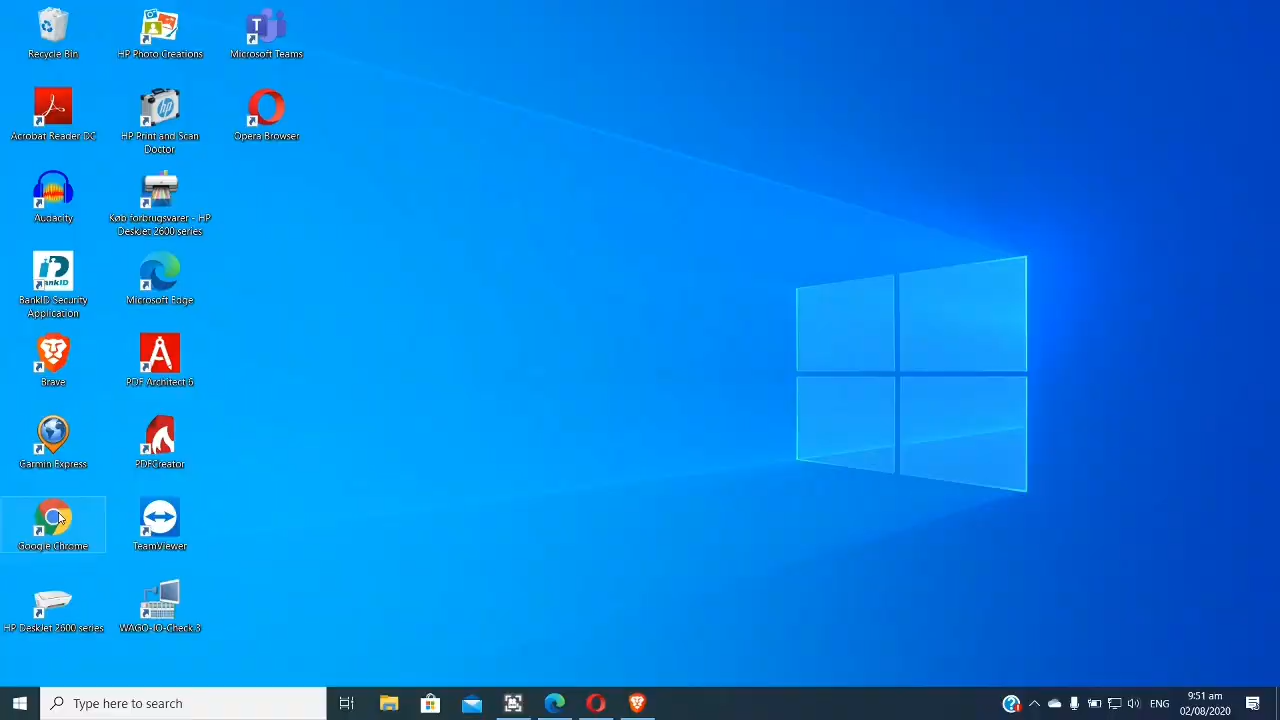 Recycle Bin
HP Photo Creations
Microsoft Teams
Acrobat Reader DC
HP Print and Scan
Doctor
Opera Browser
Audacity
Køb forbrugsvarer - HP
DeskJet 2600 series
BankID Security
Application
Microsoft Edge
Brave
PDF Architect 6
Garmin Express
PDFCreator
Google Chrome
TeamViewer
HP DeskJet 2600 series
WAGO-IO-Check 3
Type here to search
ENG
9:51 am
02/08/2020